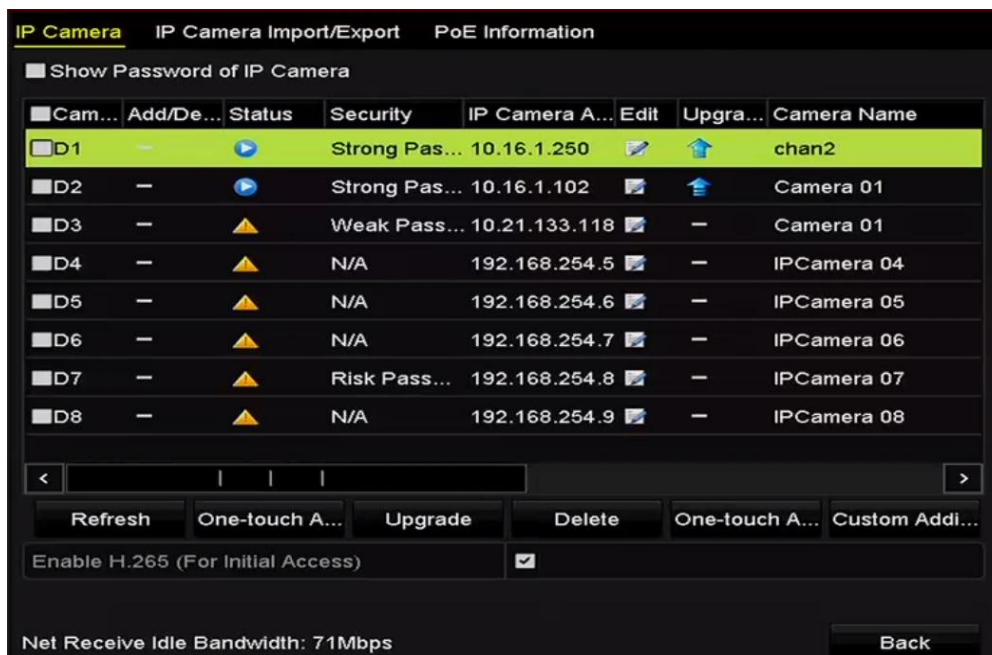 IP Camera IP Camera Import/Export PoE Information
Show Password of IP Camera
Cam... Add/De... Status Security IP Camera A... Edit Upgra... Camera Name
D1 – Strong Pas... 10.16.1.250 chan2
D2 – Strong Pas... 10.16.1.102 Camera 01
D3 – Weak Pass... 10.21.133.118 – Camera 01
D4 – N/A 192.168.254.5 – IPCamera 04
D5 – N/A 192.168.254.6 – IPCamera 05
D6 – N/A 192.168.254.7 – IPCamera 06
D7 – Risk Pass... 192.168.254.8 – IPCamera 07
D8 – N/A 192.168.254.9 – IPCamera 08
< >
Refresh One-touch A... Upgrade Delete One-touch A... Custom Addi...
Enable H.265 (For Initial Access)
Net Receive Idle Bandwidth: 71Mbps Back